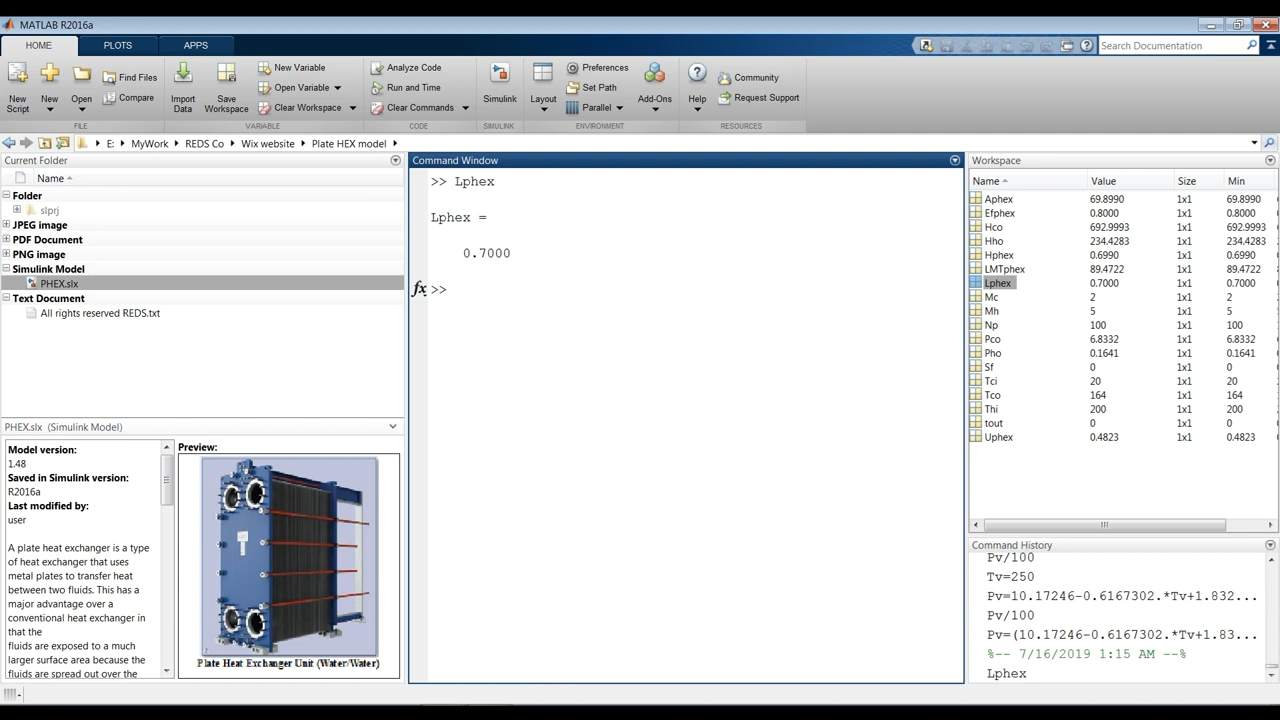 MATLAB R2016a
HOME
PLOTS
APPS
Search Documentation
New Script
New
Open
Find Files
Compare
Import Data
Save Workspace
New Variable
Open Variable
Clear Workspace
Analyze Code
Run and Time
Clear Commands
Simulink
Layout
Preferences
Set Path
Parallel
Add-Ons
Help
Community
Request Support
FILE
VARIABLE
CODE
SIMULINK
ENVIRONMENT
RESOURCES
E: MyWork REDS Co Wix website Plate HEX model
Current Folder
Name
Folder
slprj
JPEG image
PDF Document
PNG image
Simulink Model
PHEX.slx
Text Document
All rights reserved REDS.txt
PHEX.slx (Simulink Model)
Model version:
1.48
Saved in Simulink version:
R2016a
Last modified by:
user
A plate heat exchanger is a type
of heat exchanger that uses
metal plates to transfer heat
between two fluids. This has a
major advantage over a
conventional heat exchanger in
that the
fluids are exposed to a much
larger surface area because the
fluids are spread out over the
Preview:
Plate Heat Exchanger Unit (Water/Water)
Command Window
>> Lphex
Lphex =
0.7000
fx >>
Workspace
Name Value Size Min
Aphex 69.8990 1x1 69.8990
Efphex 0.8000 1x1 0.8000
Hco 692.9993 1x1 692.9993
Hho 234.4283 1x1 234.4283
Hphex 0.6990 1x1 0.6990
LMTphex 89.4722 1x1 89.4722
Lphex 0.7000 1x1 0.7000
Mc 2 1x1 2
Mh 5 1x1 5
Np 100 1x1 100
Pco 6.8332 1x1 6.8332
Pho 0.1641 1x1 0.1641
Sf 0 1x1 0
Tci 20 1x1 20
Tco 164 1x1 164
Thi 200 1x1 200
tout 0 1x1 0
Uphex 0.4823 1x1 0.4823
Command History
Pv/100
Tv=250
Pv=10.17246-0.6167302.*Tv+1.832...
Pv/100
Pv=(10.17246-0.6167302.*Tv+1.83...
%-- 7/16/2019 1:15 AM --%
Lphex